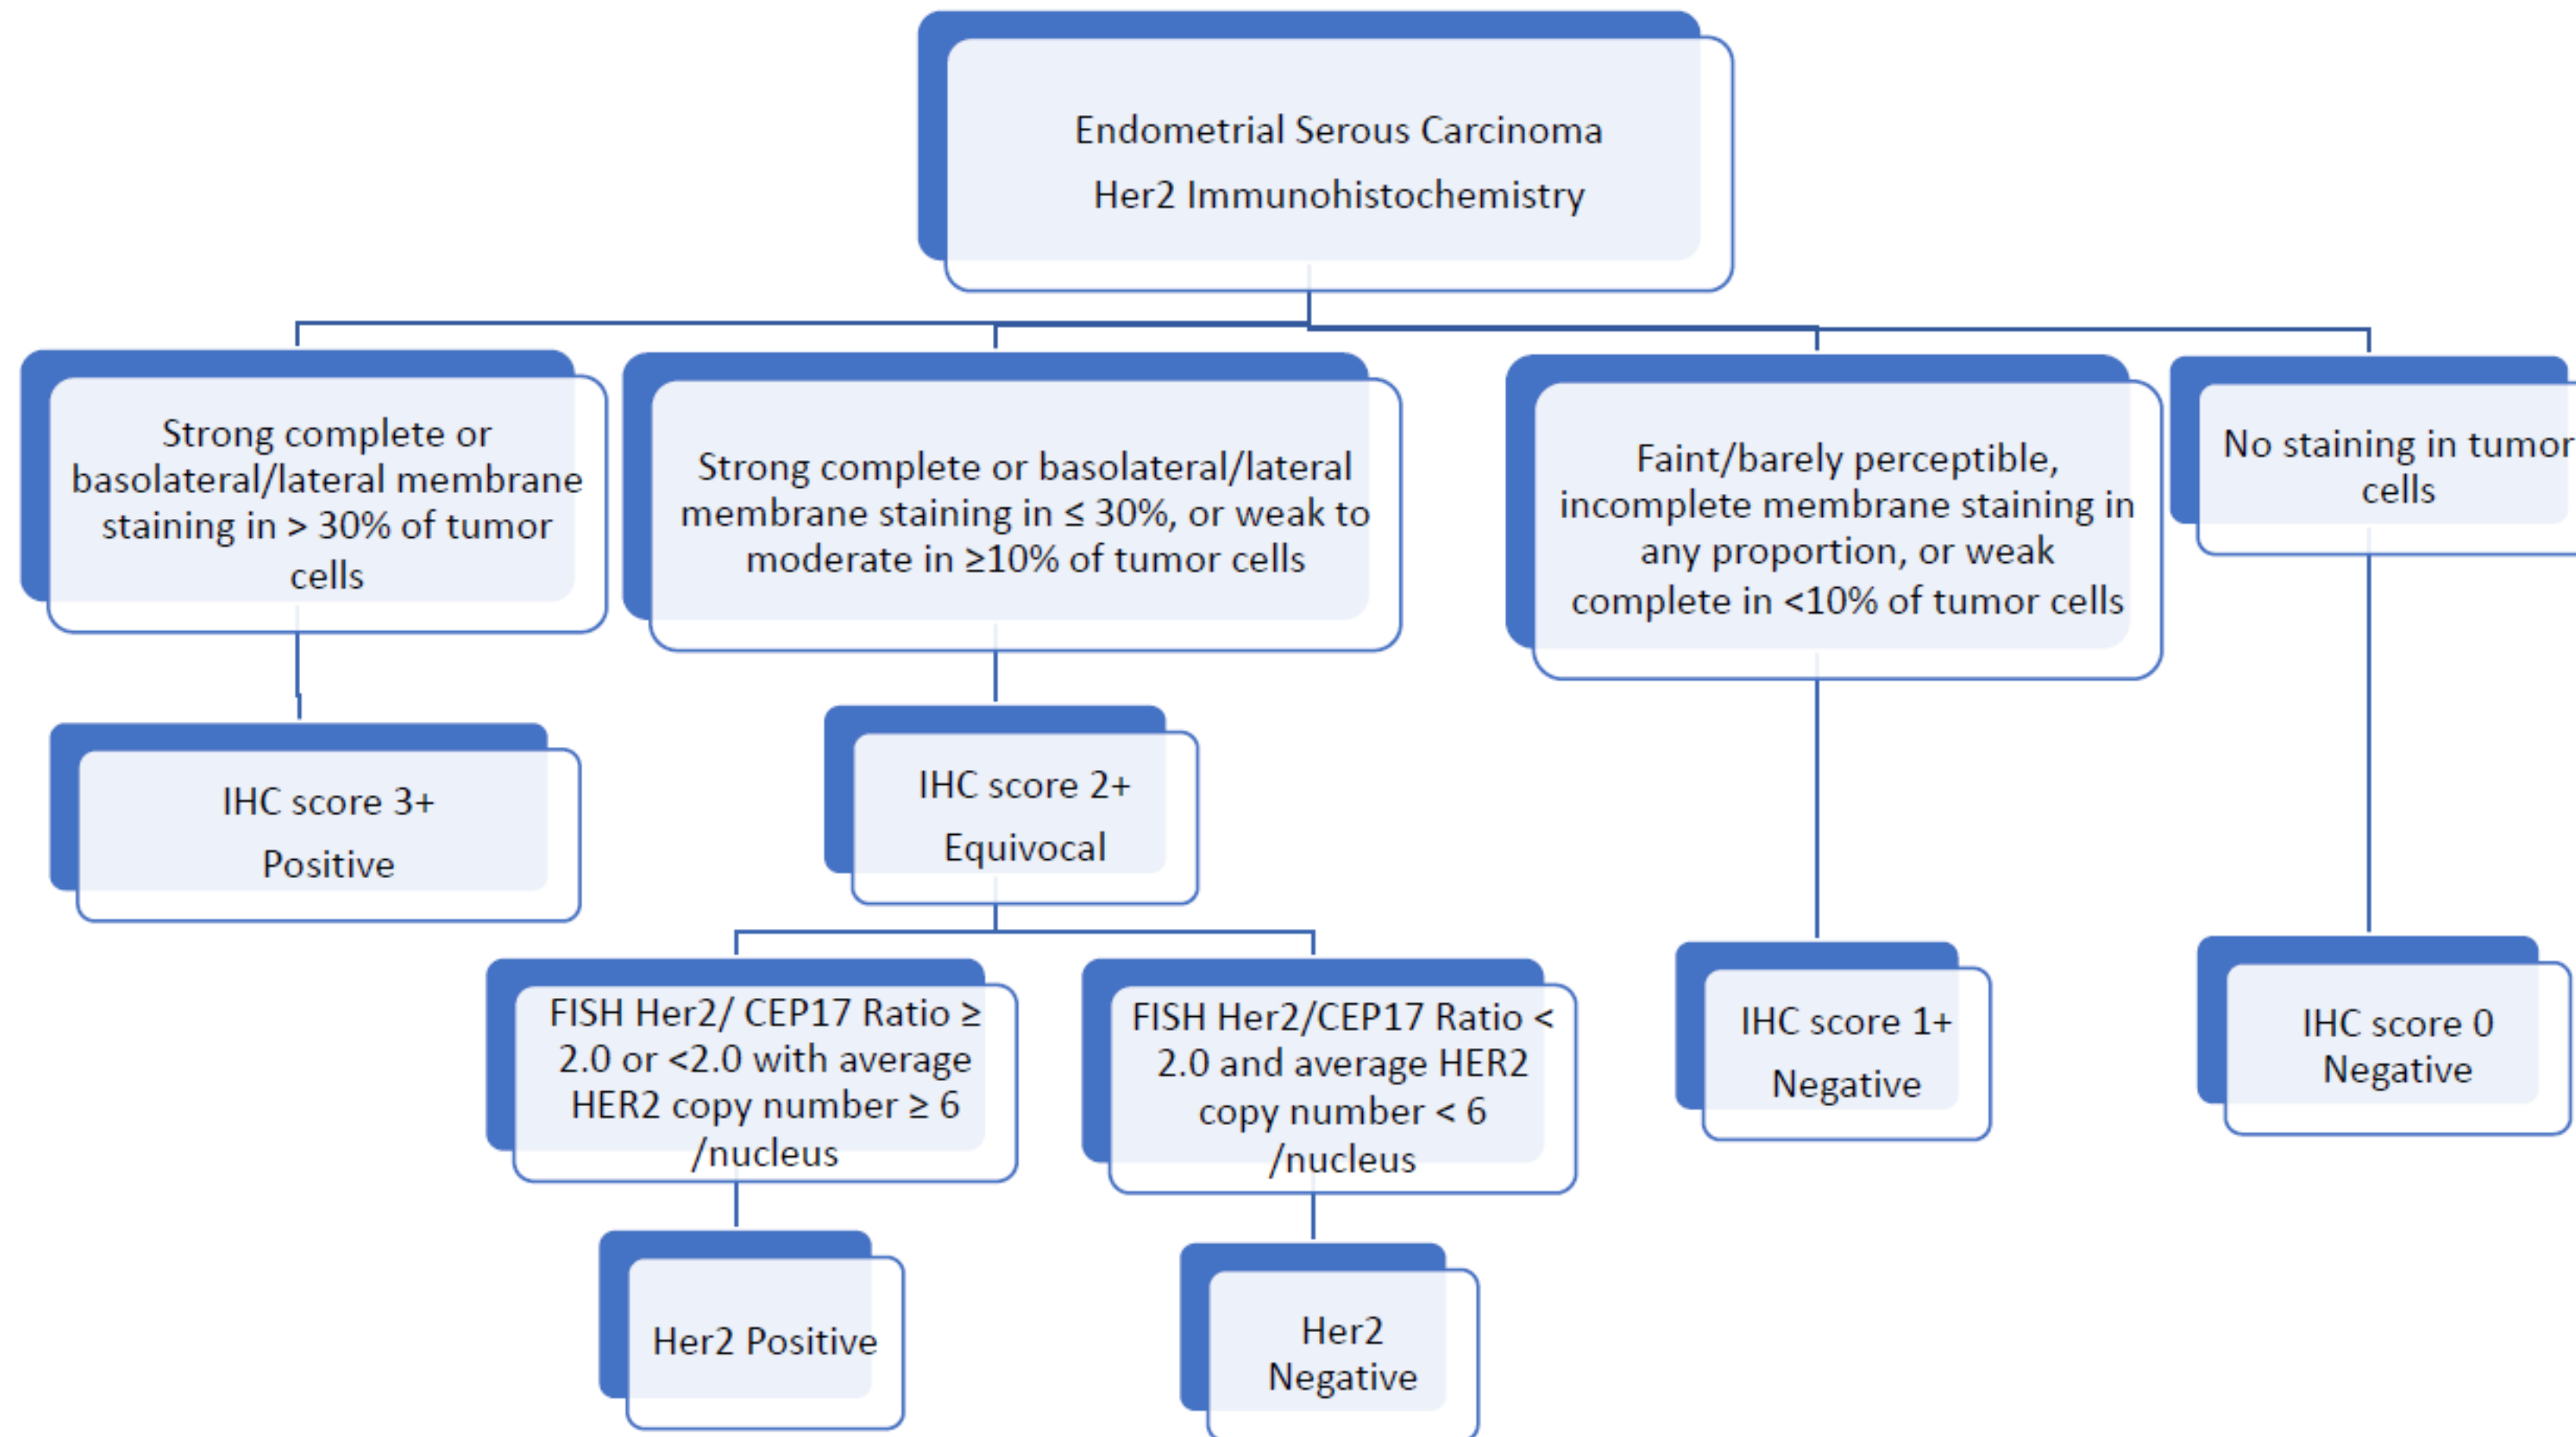 Endometrial Serous Carcinoma
Her2 Immunohistochemistry
Strong complete or
basolateral/lateral membrane
staining in > 30% of tumor
cells
Strong complete or basolateral/lateral
membrane staining in ≤ 30%, or weak to
moderate in ≥10% of tumor cells
Faint/barely perceptible,
incomplete membrane staining in
any proportion, or weak
complete in <10% of tumor cells
No staining in tumor
cells
IHC score 3+
Positive
IHC score 2+
Equivocal
FISH Her2/ CEP17 Ratio ≥
2.0 or <2.0 with average
HER2 copy number ≥ 6
/nucleus
FISH Her2/CEP17 Ratio <
2.0 and average HER2
copy number < 6
/nucleus
IHC score 1+
Negative
IHC score 0
Negative
Her2 Positive
Her2
Negative